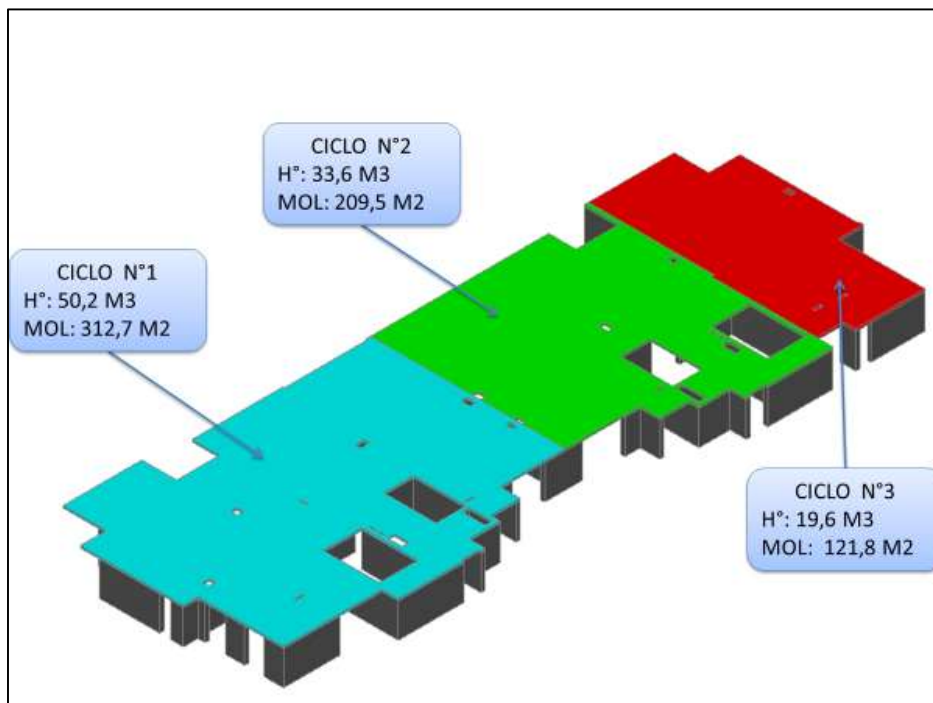 CICLO N°2
H°: 33,6 M3
MOL: 209,5 M2
CICLO N°1
H°: 50,2 M3
MOL: 312,7 M2
CICLO N°3
H°: 19,6 M3
MOL: 121,8 M2